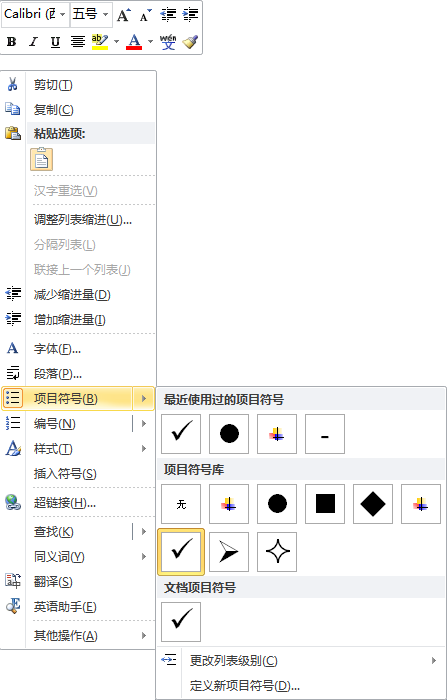 Calibri (西 五号 A A
B I U ab A wén 文
剪切(T)
复制(C)
粘贴选项:
汉字重选(V)
调整列表缩进(U)...
分隔列表(L)
联接上一个列表(J)
减少缩进量(D)
增加缩进量(I)
A 字体(F)...
段落(P)...
项目符号(B)
编号(N)
样式(T)
插入符号(S)
超链接(H)...
查找(K)
同义词(Y)
翻译(S)
英语助手(E)
其他操作(A)
最近使用过的项目符号
项目符号库
无
文档项目符号
更改列表级别(C)
定义新项目符号(D)...